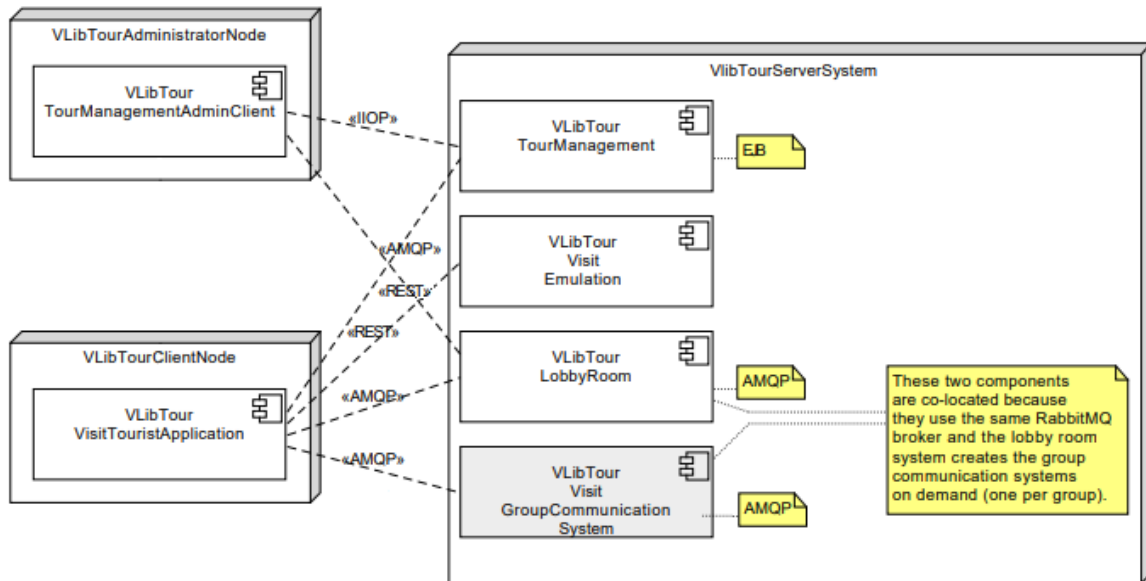 VLibTourAdministratorNode
VLibTour
TourManagementAdminClient
«IIOP»
VlibTourServerSystem
VLibTour
TourManagement
EJB
«AMQP»
VLibTour
Visit
Emulation
«REST»
«REST»
VLibTourClientNode
VLibTour
VisitTouristApplication
«AMQP»
«AMQP»
VLibTour
LobbyRoom
AMQP
These two components
are co-located because
they use the same RabbitMQ
broker and the lobby room
system creates the group
communication systems
on demand (one per group).
VLibTour
Visit
GroupCommunication
System
AMQP